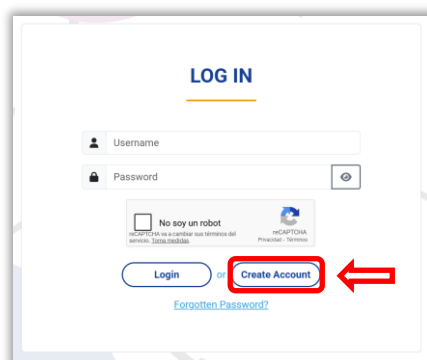 LOG IN
Username
Password
No soy un robot
reCAPTCHA va a cambiar sus términos del
servicio. Toma medidas.
reCAPTCHA
Privacidad - Términos
Login or Create Account
Forgotten Password?